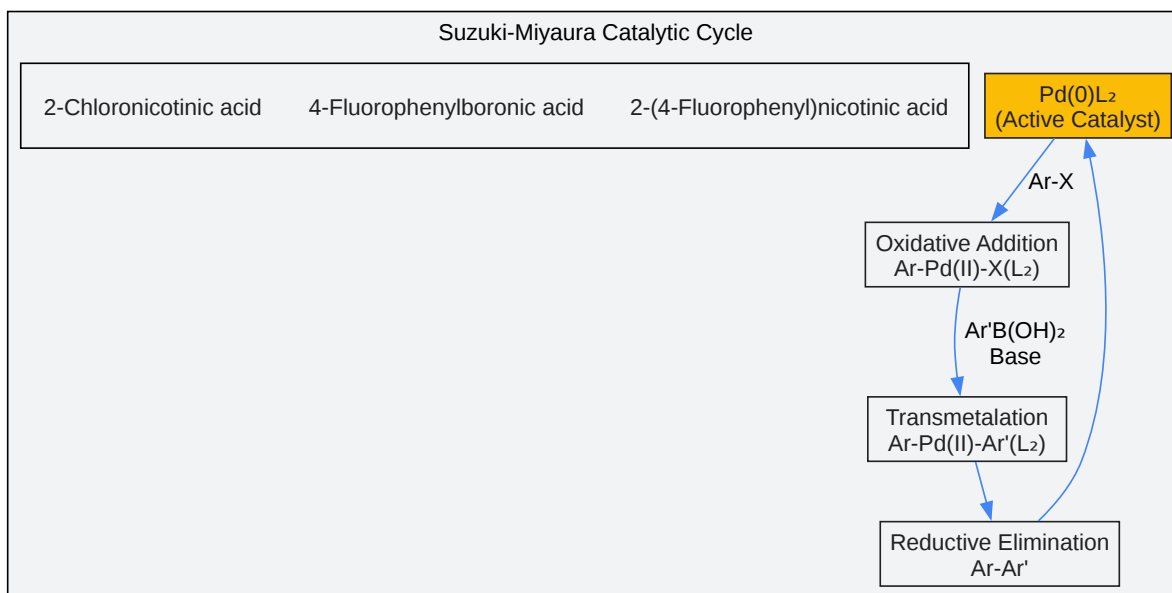 Suzuki-Miyaura Catalytic Cycle
2-Chloronicotinic acid
4-Fluorophenylboronic acid
2-(4-Fluorophenyl)nicotinic acid
Pd(0)L₂
(Active Catalyst)
Ar-X
Oxidative Addition
Ar-Pd(II)-X(L₂)
Ar'B(OH)₂
Base
Transmetalation
Ar-Pd(II)-Ar'(L₂)
Reductive Elimination
Ar-Ar'